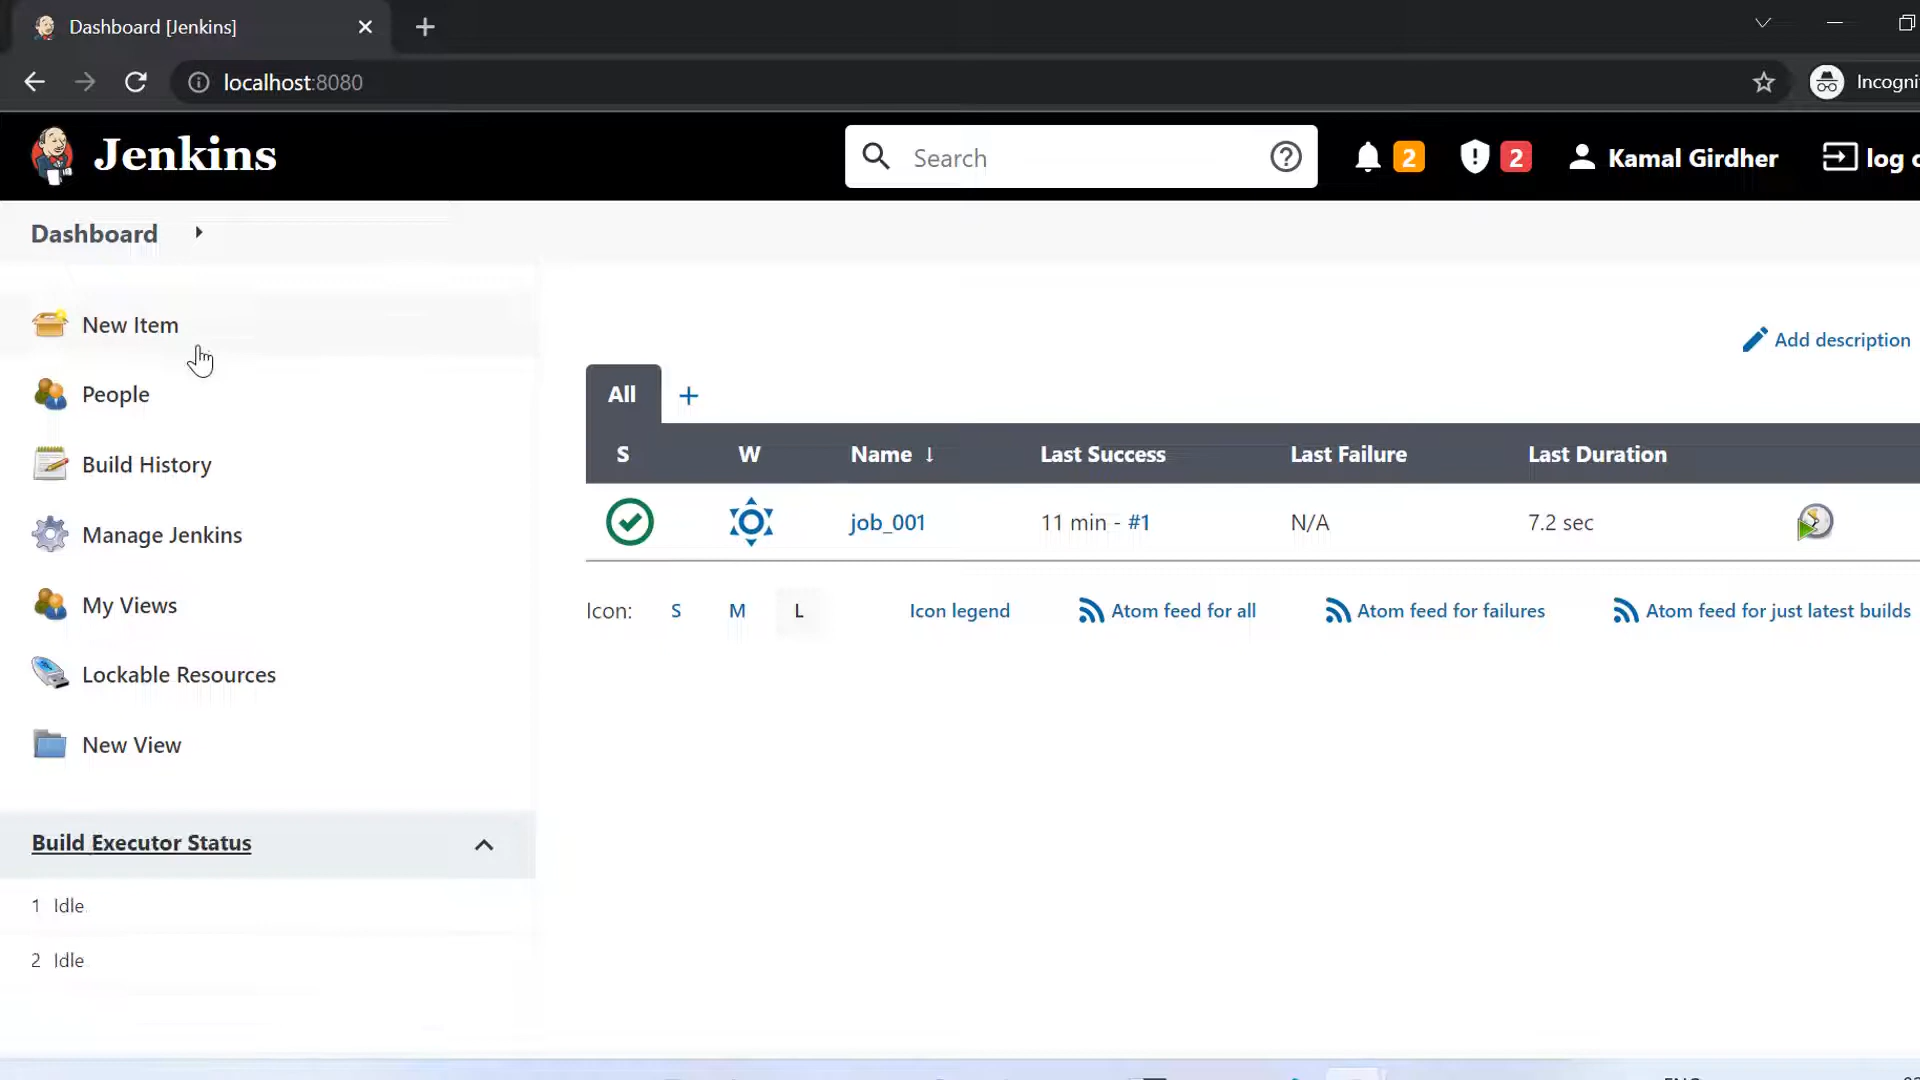 Dashboard [Jenkins]
localhost:8080
Incogni
Jenkins
Search
2
2
Kamal Girdher
log
Dashboard
New Item
People
Build History
Manage Jenkins
My Views
Lockable Resources
New View
Build Executor Status
1 Idle
2 Idle
Add description
All
S W Name ↓ Last Success Last Failure Last Duration
job_001 11 min - #1 N/A 7.2 sec
Icon: S M L Icon legend Atom feed for all Atom feed for failures Atom feed for just latest builds